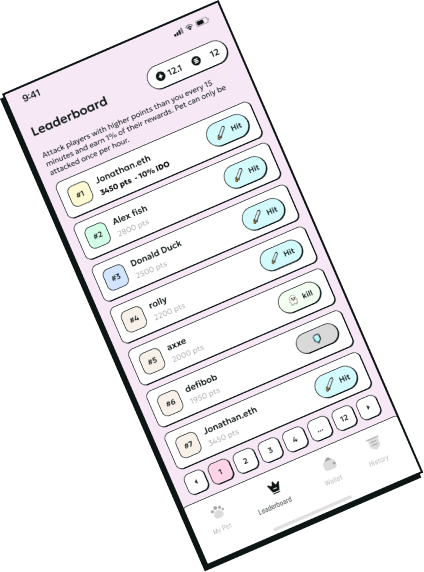 9:41
12.1 12
Leaderboard
Attack players with higher points than you every 15
minutes and earn 1% of their rewards. Pet can only be
attacked once per hour.
#1 Jonathan.eth
3450 pts - 10% IDO
Hit
#2 Alex fish
2800 pts
Hit
#3 Donald Duck
2500 pts
Hit
#4 rolly
2200 pts
Hit
#5 axxe
2000 pts
kill
#6 defibob
1950 pts
#7 Jonathan.eth
3450 pts
Hit
1 2 3 4 ... 12
My Pet Leaderboard Wallet History